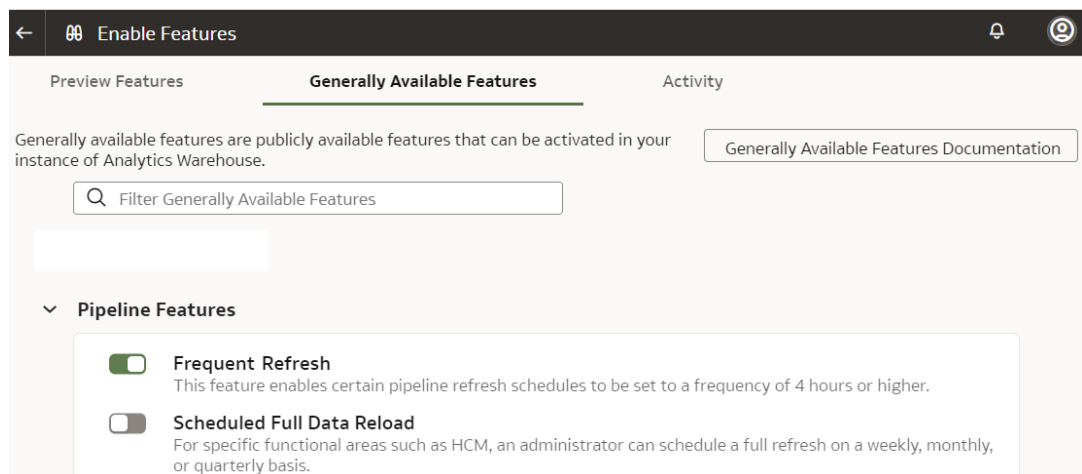 Enable Features
Preview Features
Generally Available Features
Activity
Generally available features are publicly available features that can be activated in your
instance of Analytics Warehouse.
Generally Available Features Documentation
Filter Generally Available Features
Pipeline Features
Frequent Refresh
This feature enables certain pipeline refresh schedules to be set to a frequency of 4 hours or higher.
Scheduled Full Data Reload
For specific functional areas such as HCM, an administrator can schedule a full refresh on a weekly, monthly,
or quarterly basis.